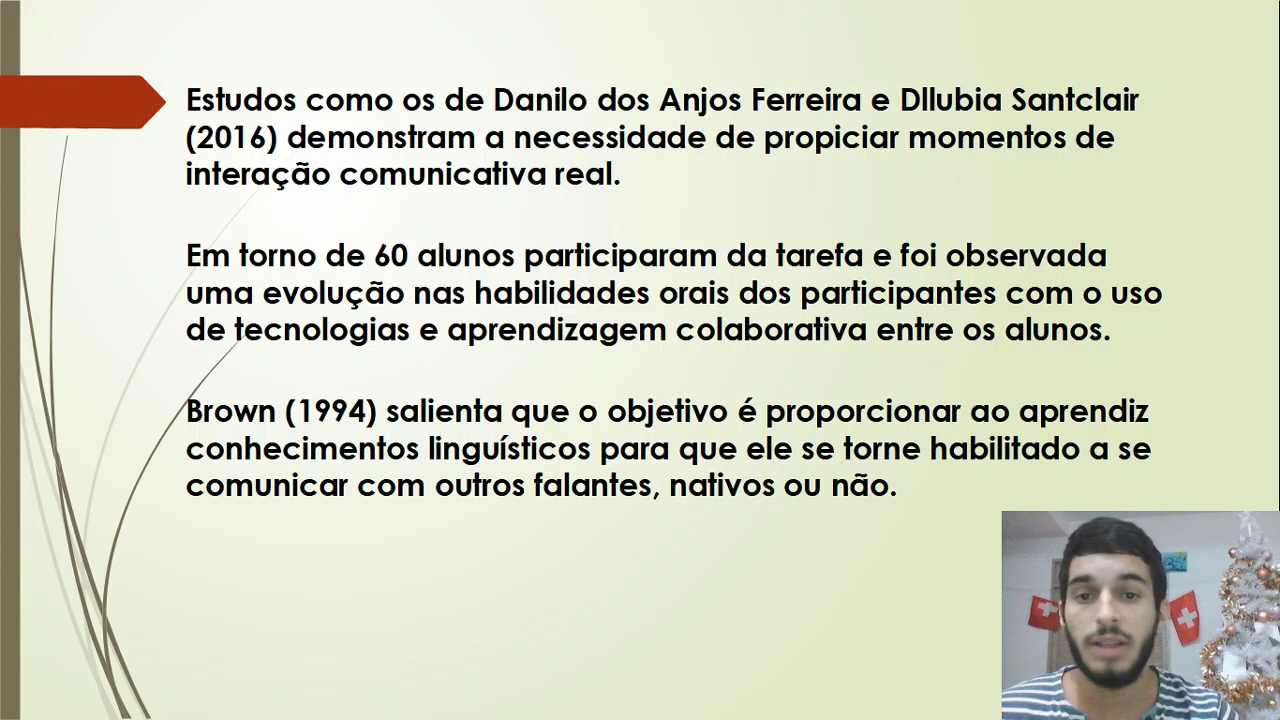 Estudos como os de Danilo dos Anjos Ferreira e Dllubia Santclair
(2016) demonstram a necessidade de propiciar momentos de
interação comunicativa real.
Em torno de 60 alunos participaram da tarefa e foi observada
uma evolução nas habilidades orais dos participantes com o uso
de tecnologias e aprendizagem colaborativa entre os alunos.
Brown (1994) salienta que o objetivo é proporcionar ao aprendiz
conhecimentos linguísticos para que ele se torne habilitado a se
comunicar com outros falantes, nativos ou não.